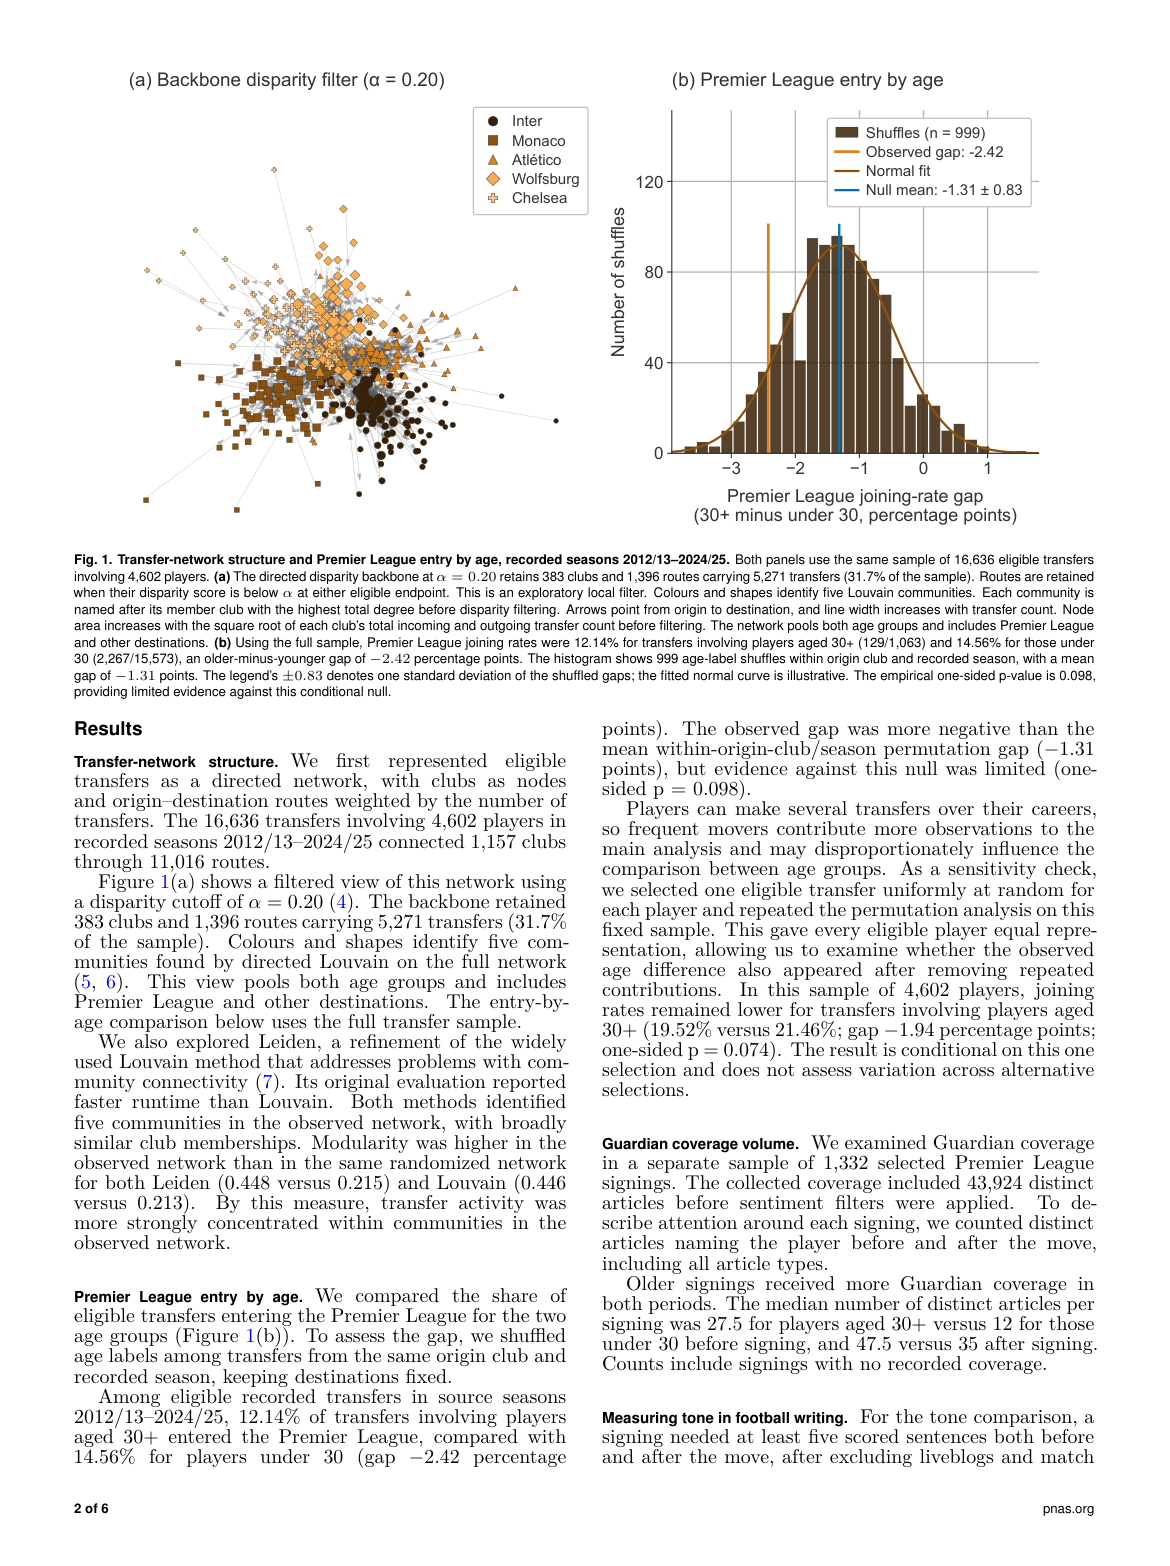 (a) Backbone disparity filter (α = 0.20)
Inter
Monaco
Atlético
Wolfsburg
Chelsea
(b) Premier League entry by age
Shuffles (n = 999)
Observed gap: -2.42
Normal fit
Null mean: -1.31 ± 0.83
Number of shuffles
120
80
40
0
−3
−2
−1
0
1
Premier League joining-rate gap
(30+ minus under 30, percentage points)
Fig. 1. Transfer-network structure and Premier League entry by age, recorded seasons 2012/13–2024/25. Both panels use the same sample of 16,636 eligible transfers
involving 4,602 players. (a) The directed disparity backbone at α = 0.20 retains 383 clubs and 1,396 routes carrying 5,271 transfers (31.7% of the sample). Routes are retained
when their disparity score is below α at either eligible endpoint. This is an exploratory local filter. Colours and shapes identify five Louvain communities. Each community is
named after its member club with the highest total degree before disparity filtering. Arrows point from origin to destination, and line width increases with transfer count. Node
area increases with the square root of each club's total incoming and outgoing transfer count before filtering. The network pools both age groups and includes Premier League
and other destinations. (b) Using the full sample, Premier League joining rates were 12.14% for transfers involving players aged 30+ (129/1,063) and 14.56% for those under
30 (2,267/15,573), an older-minus-younger gap of −2.42 percentage points. The histogram shows 999 age-label shuffles within origin club and recorded season, with a mean
gap of −1.31 points. The legend's ±0.83 denotes one standard deviation of the shuffled gaps; the fitted normal curve is illustrative. The empirical one-sided p-value is 0.098,
providing limited evidence against this conditional null.
Results
Transfer-network structure. We first represented eligible
transfers as a directed network, with clubs as nodes
and origin–destination routes weighted by the number of
transfers. The 16,636 transfers involving 4,602 players in
recorded seasons 2012/13–2024/25 connected 1,157 clubs
through 11,016 routes.
Figure 1(a) shows a filtered view of this network using
a disparity cutoff of α = 0.20 (4). The backbone retained
383 clubs and 1,396 routes carrying 5,271 transfers (31.7%
of the sample). Colours and shapes identify five com-
munities found by directed Louvain on the full network
(5, 6). This view pools both age groups and includes
Premier League and other destinations. The entry-by-
age comparison below uses the full transfer sample.
We also explored Leiden, a refinement of the widely
used Louvain method that addresses problems with com-
munity connectivity (7). Its original evaluation reported
faster runtime than Louvain. Both methods identified
five communities in the observed network, with broadly
similar club memberships. Modularity was higher in the
observed network than in the same randomized network
for both Leiden (0.448 versus 0.215) and Louvain (0.446
versus 0.213). By this measure, transfer activity was
more strongly concentrated within communities in the
observed network.
Premier League entry by age. We compared the share of
eligible transfers entering the Premier League for the two
age groups (Figure 1(b)). To assess the gap, we shuffled
age labels among transfers from the same origin club and
recorded season, keeping destinations fixed.
Among eligible recorded transfers in source seasons
2012/13–2024/25, 12.14% of transfers involving players
aged 30+ entered the Premier League, compared with
14.56% for players under 30 (gap −2.42 percentage
points). The observed gap was more negative than the
mean within-origin-club/season permutation gap (−1.31
points), but evidence against this null was limited (one-
sided p = 0.098).
Players can make several transfers over their careers,
so frequent movers contribute more observations to the
main analysis and may disproportionately influence the
comparison between age groups. As a sensitivity check,
we selected one eligible transfer uniformly at random for
each player and repeated the permutation analysis on this
fixed sample. This gave every eligible player equal repre-
sentation, allowing us to examine whether the observed
age difference also appeared after removing repeated
contributions. In this sample of 4,602 players, joining
rates remained lower for transfers involving players aged
30+ (19.52% versus 21.46%; gap −1.94 percentage points;
one-sided p = 0.074). The result is conditional on this one
selection and does not assess variation across alternative
selections.
Guardian coverage volume. We examined Guardian coverage
in a separate sample of 1,332 selected Premier League
signings. The collected coverage included 43,924 distinct
articles before sentiment filters were applied. To de-
scribe attention around each signing, we counted distinct
articles naming the player before and after the move,
including all article types.
Older signings received more Guardian coverage in
both periods. The median number of distinct articles per
signing was 27.5 for players aged 30+ versus 12 for those
under 30 before signing, and 47.5 versus 35 after signing.
Counts include signings with no recorded coverage.
Measuring tone in football writing. For the tone comparison, a
signing needed at least five scored sentences both before
and after the move, after excluding liveblogs and match
2 of 6
pnas.org